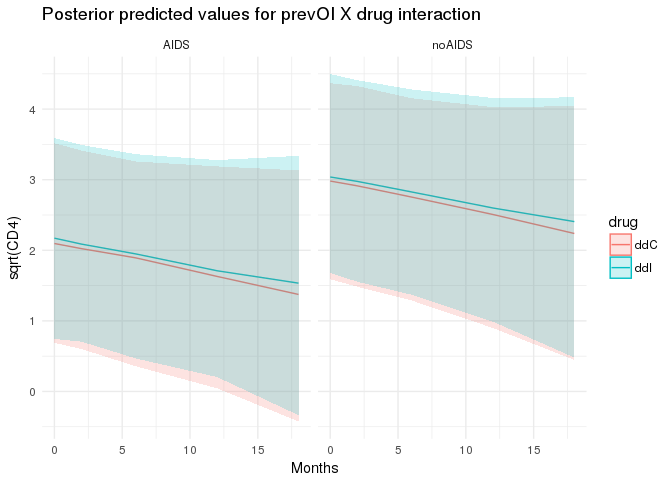 Posterior predicted values for prevOI X drug interaction
AIDS
noAIDS
4
3
2
1
0
sqrt(CD4)
0 5 10 15
0 5 10 15
Months
drug
ddC
ddI